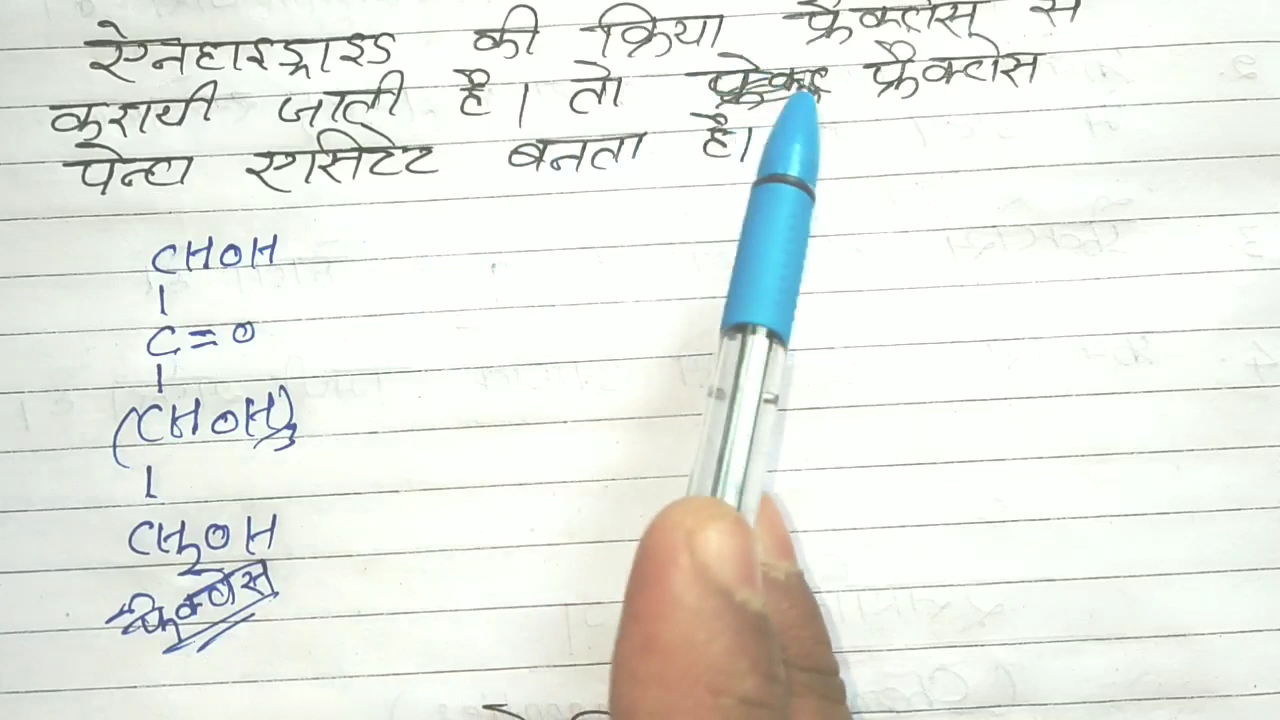 ऐनहाइड्राइड की क्रिया फ्रैक्टोस से
करायी जाती है। तो फ्रैक्टोस
पेन्टा एसिटेट बनता है।
CHOH
|
C=O
|
(CHOH)3
|
CH2OH
फ्रैक्टोस